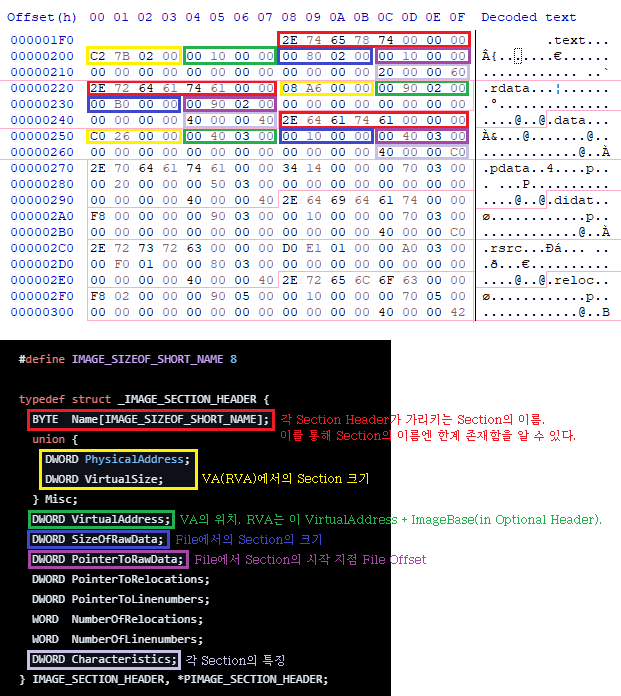 Offset(h) 00 01 02 03 04 05 06 07 08 09 0A 0B 0C 0D 0E 0F Decoded text
000001F0 2E 74 65 78 74 00 00 00 .text...
00000200 C2 7B 02 00 00 10 00 00 00 80 02 00 00 10 00 00 Â{.......€......
00000210 00 00 00 00 00 00 00 00 00 00 00 00 20 00 00 60 ............ ..`
00000220 2E 72 64 61 74 61 00 00 08 A6 00 00 00 90 02 00 .rdata...¦......
00000230 00 B0 00 00 00 90 02 00 00 00 00 00 00 00 00 00 .°..............
00000240 00 00 00 00 40 00 00 40 2E 64 61 74 61 00 00 00 ....@..@.data...
00000250 C0 26 00 00 00 40 03 00 00 10 00 00 00 40 03 00 À&...@.......@..
00000260 00 00 00 00 00 00 00 00 00 00 00 00 40 00 00 C0 ............@..À
00000270 2E 70 64 61 74 61 00 00 34 14 00 00 00 70 03 00 .pdata..4....p..
00000280 00 20 00 00 00 50 03 00 00 00 00 00 00 00 00 00 . ...P..........
00000290 00 00 00 00 40 00 00 40 2E 64 69 64 61 74 00 00 ....@..@.didat..
000002A0 F8 00 00 00 00 90 03 00 00 10 00 00 00 70 03 00 ø............p..
000002B0 00 00 00 00 00 00 00 00 00 00 00 00 40 00 00 C0 ............@..À
000002C0 2E 72 73 72 63 00 00 00 D0 E1 01 00 00 A0 03 00 .rsrc...Ðá... ..
000002D0 00 F0 01 00 00 80 03 00 00 00 00 00 00 00 00 00 .ð...€..........
000002E0 00 00 00 00 40 00 00 40 2E 72 65 6C 6F 63 00 00 ....@..@.reloc..
000002F0 F8 02 00 00 00 90 05 00 00 10 00 00 00 70 05 00 ø............p..
00000300 00 00 00 00 00 00 00 00 00 00 00 00 40 00 00 42 ............@..B
#define IMAGE_SIZEOF_SHORT_NAME 8
typedef struct _IMAGE_SECTION_HEADER {
BYTE Name[IMAGE_SIZEOF_SHORT_NAME]; 각 Section Header가 가리키는 Section의 이름.
이를 통해 Section의 이름엔 한계 존재함을 알 수 있다.
union {
DWORD PhysicalAddress;
DWORD VirtualSize; VA(RVA)에서의 Section 크기
} Misc;
DWORD VirtualAddress; VA의 위치. RVA는 이 VirtualAddress + ImageBase(in Optional Header).
DWORD SizeOfRawData; File에서의 Section의 크기
DWORD PointerToRawData; File에서 Section의 시작 지점 File Offset
DWORD PointerToRelocations;
DWORD PointerToLinenumbers;
WORD NumberOfRelocations;
WORD NumberOfLinenumbers;
DWORD Characteristics; 각 Section의 특징
} IMAGE_SECTION_HEADER, *PIMAGE_SECTION_HEADER;